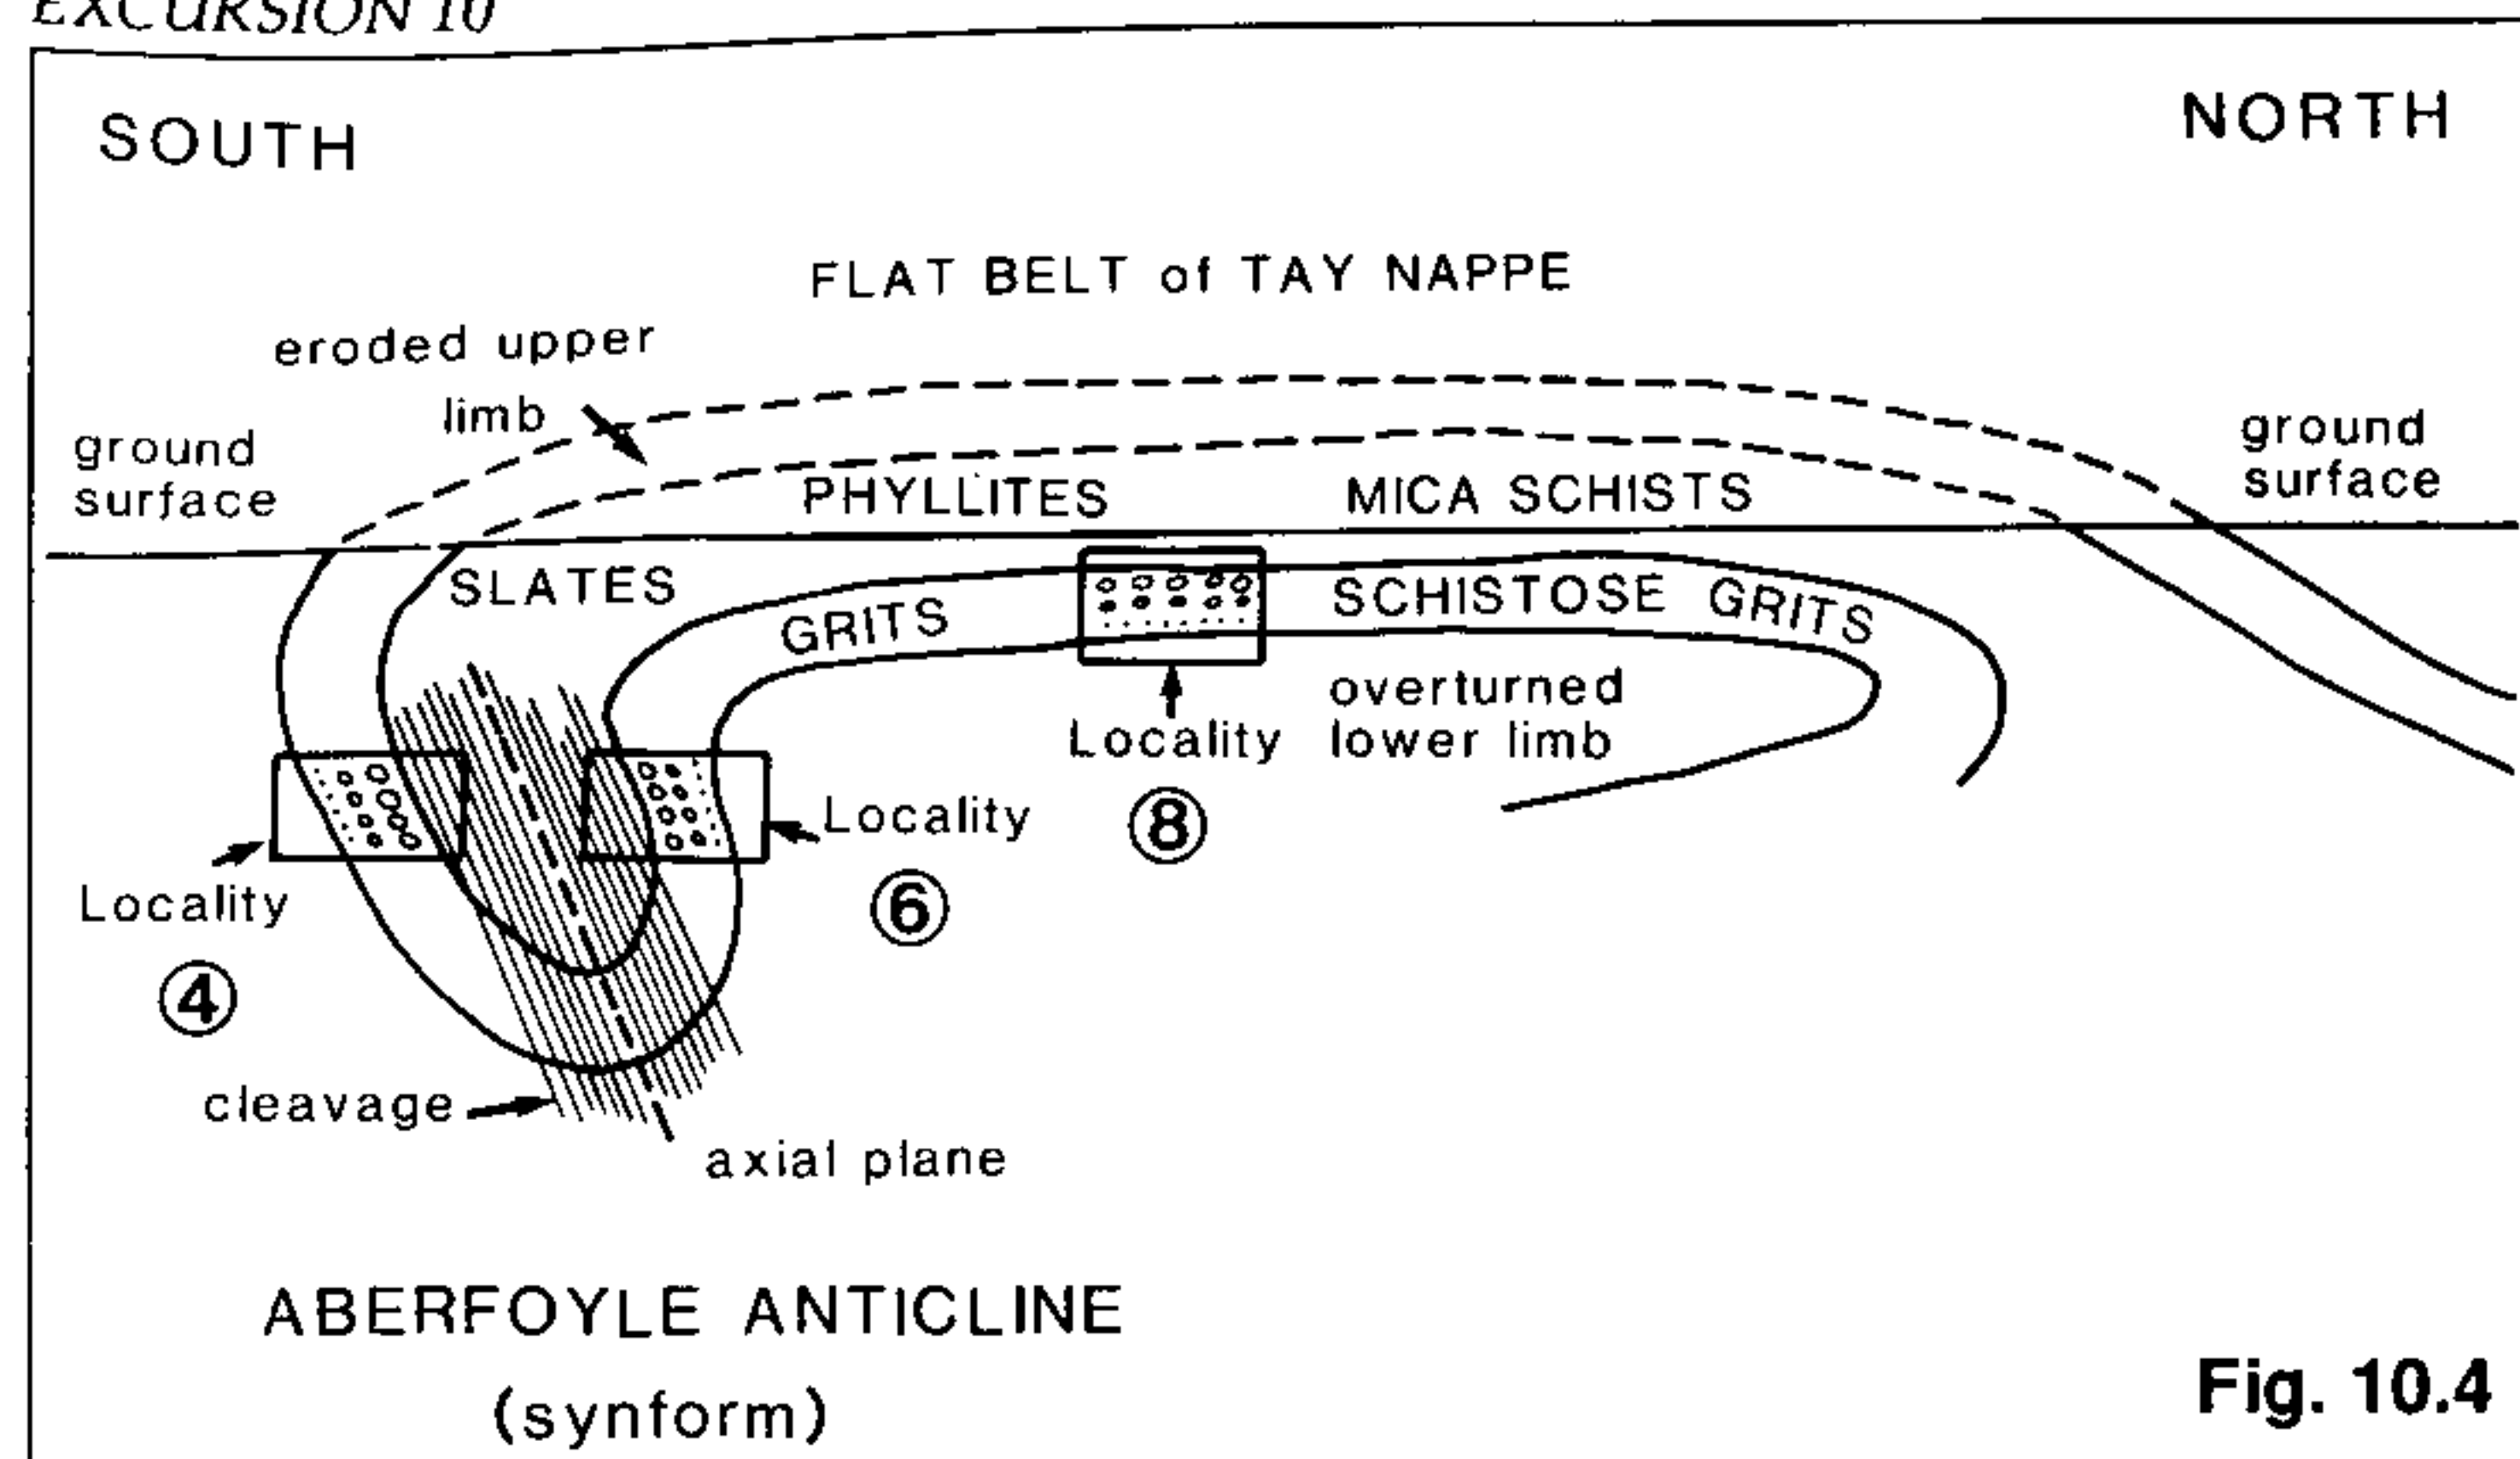 EXCURSION 10
SOUTH
NORTH
FLAT BELT of TAY NAPPE
eroded upper
limb
ground
surface
ground
surface
PHYLLITES
MICA SCHISTS
SLATES
GRITS
SCHISTOSE GRITS
overturned
lower limb
Locality
8
Locality
6
Locality
4
cleavage
axial plane
ABERFOYLE ANTICLINE
(synform)
Fig. 10.4